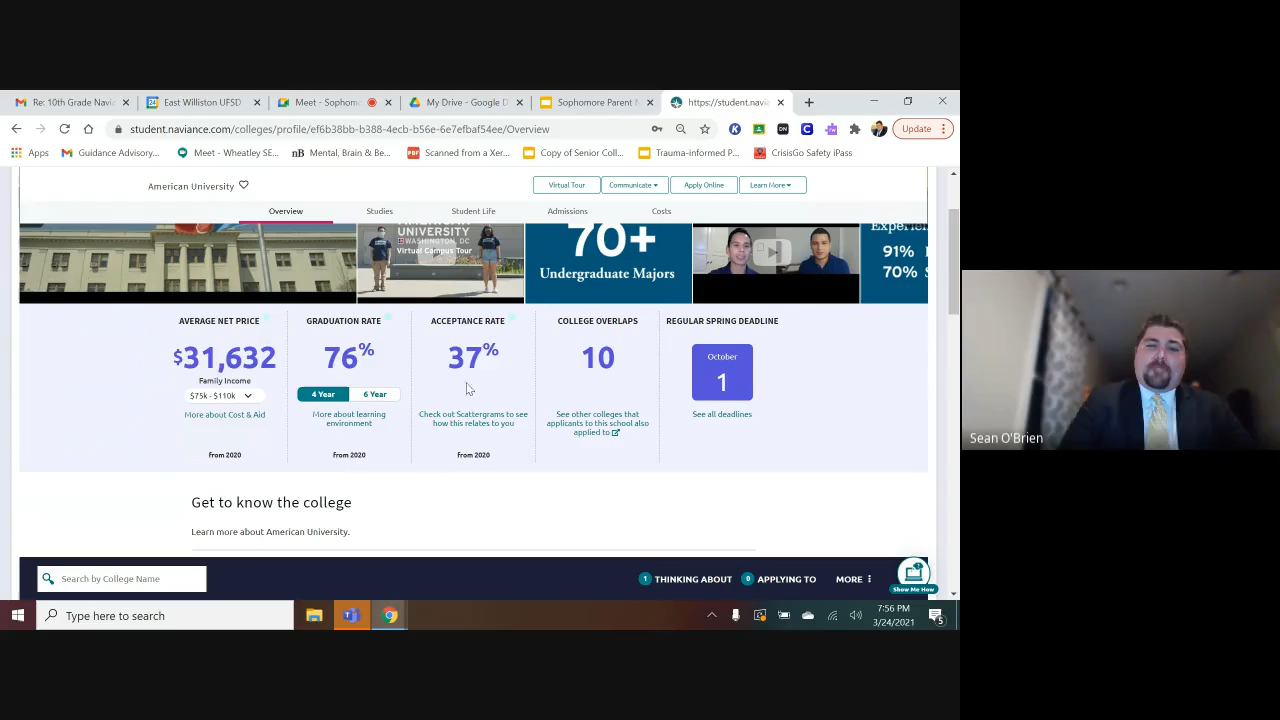 Re: 10th Grade Navia
East Williston UFSD
Meet - Sophom
My Drive - Google D
Sophomore Parent N
https://student.navia
student.naviance.com/colleges/profile/ef6b38bb-b388-4ecb-b56e-6e7efbaf54ee/Overview
Update
Apps
Guidance Advisory...
Meet - Wheatley SE...
Mental, Brain & Be...
Scanned from a Xer...
Copy of Senior Coll...
Trauma-informed P...
CrisisGo Safety iPass
American University
Virtual Tour
Communicate
Apply Online
Learn More
Overview
Studies
Student Life
Admissions
Costs
AMERICAN
UNIVERSITY
WASHINGTON, DC
Virtual Campus Tour
70+
Undergraduate Majors
91%
70%
AVERAGE NET PRICE
$31,632
Family Income
$75k - $110k
More about Cost & Aid
from 2020
GRADUATION RATE
76%
4 Year
6 Year
More about learning
environment
from 2020
ACCEPTANCE RATE
37%
Check out Scattergrams to see
how this relates to you
from 2020
COLLEGE OVERLAPS
10
See other colleges that
applicants to this school also
applied to
REGULAR SPRING DEADLINE
October
1
See all deadlines
Get to know the college
Learn more about American University.
Search by College Name
1 THINKING ABOUT
0 APPLYING TO
MORE
Show Me How
Type here to search
7:56 PM
3/24/2021
5
Sean O'Brien